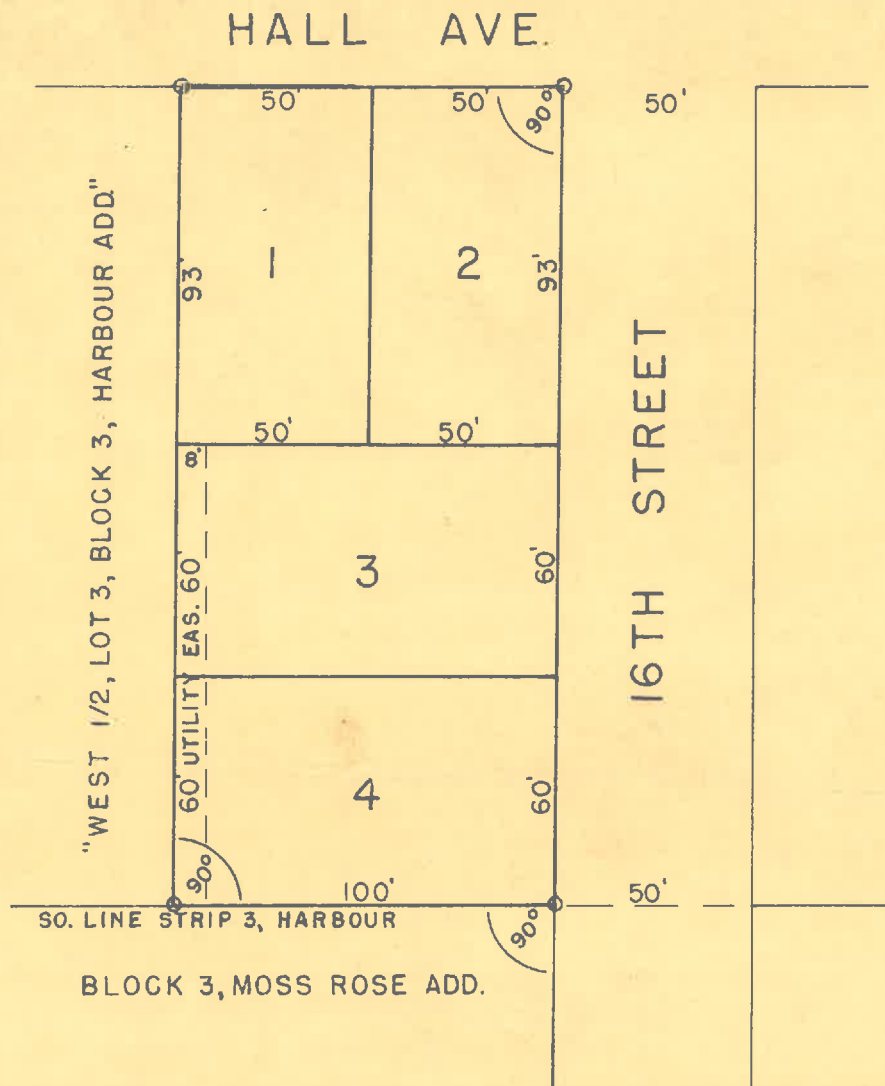 HALL AVE.
50' 50' 90° 50'
1 2
93' 93'
"WEST 1/2, LOT 3, BLOCK 3, HARBOUR ADD."
16TH STREET
50' 50'
8'
3
60' 60'
UTILITY EAS.
4
60' 60'
90° 100' 50'
SO. LINE STRIP 3, HARBOUR
90°
BLOCK 3, MOSS ROSE ADD.